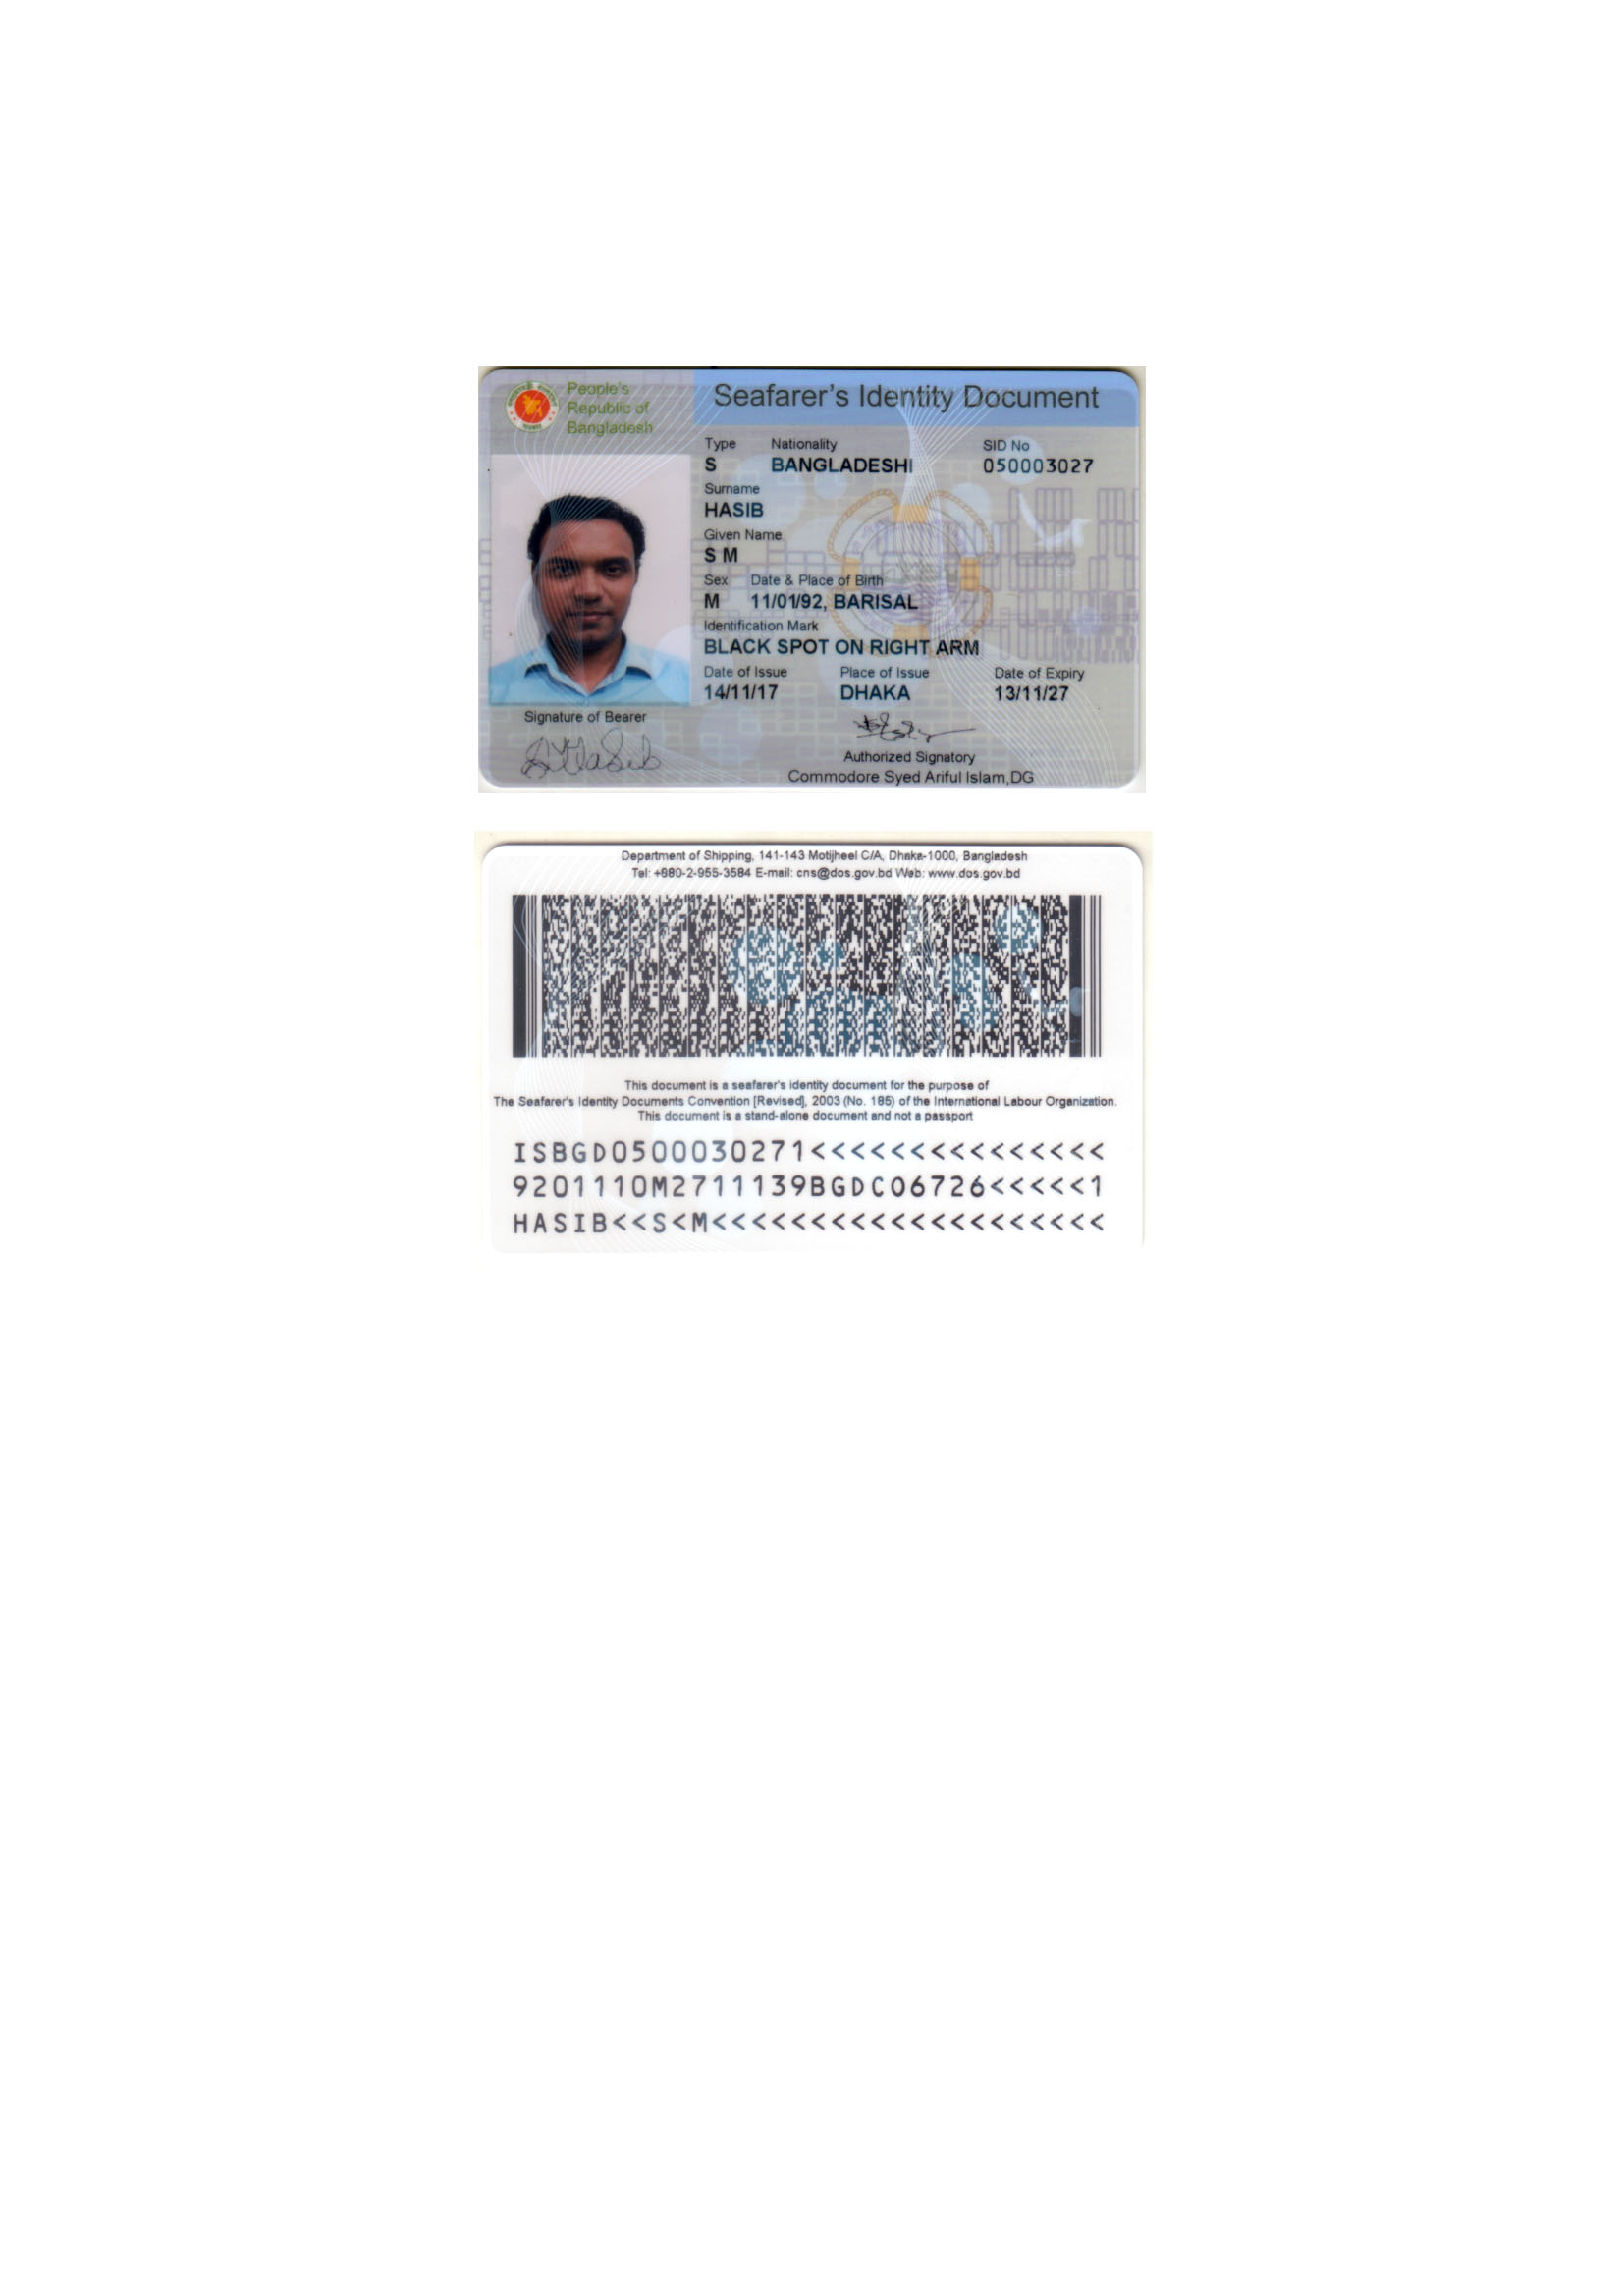 People's
Republic of
Bangladesh
Seafarer's Identity Document
Type Nationality SID No
S BANGLADESHI 050003027
Surname
HASIB
Given Name
S M
Sex Date & Place of Birth
M 11/01/92, BARISAL
Identification Mark
BLACK SPOT ON RIGHT ARM
Date of Issue Place of Issue Date of Expiry
14/11/17 DHAKA 13/11/27
Signature of Bearer
Authorized Signatory
Commodore Syed Ariful Islam,DG
Department of Shipping, 141-143 Motijheel C/A, Dhaka-1000, Bangladesh
Tel: +880-2-955-3584 E-mail: cns@dos.gov.bd Web: www.dos.gov.bd
This document is a seafarer's identity document for the purpose of
The Seafarer's Identity Documents Convention [Revised], 2003 (No. 185) of the International Labour Organization.
This document is a stand-alone document and not a passport
ISBGD0500030271<<<<<<<<<<<<<<<
9201110M2711139BGDC06726<<<<<1
HASIB<<S<M<<<<<<<<<<<<<<<<<<<<